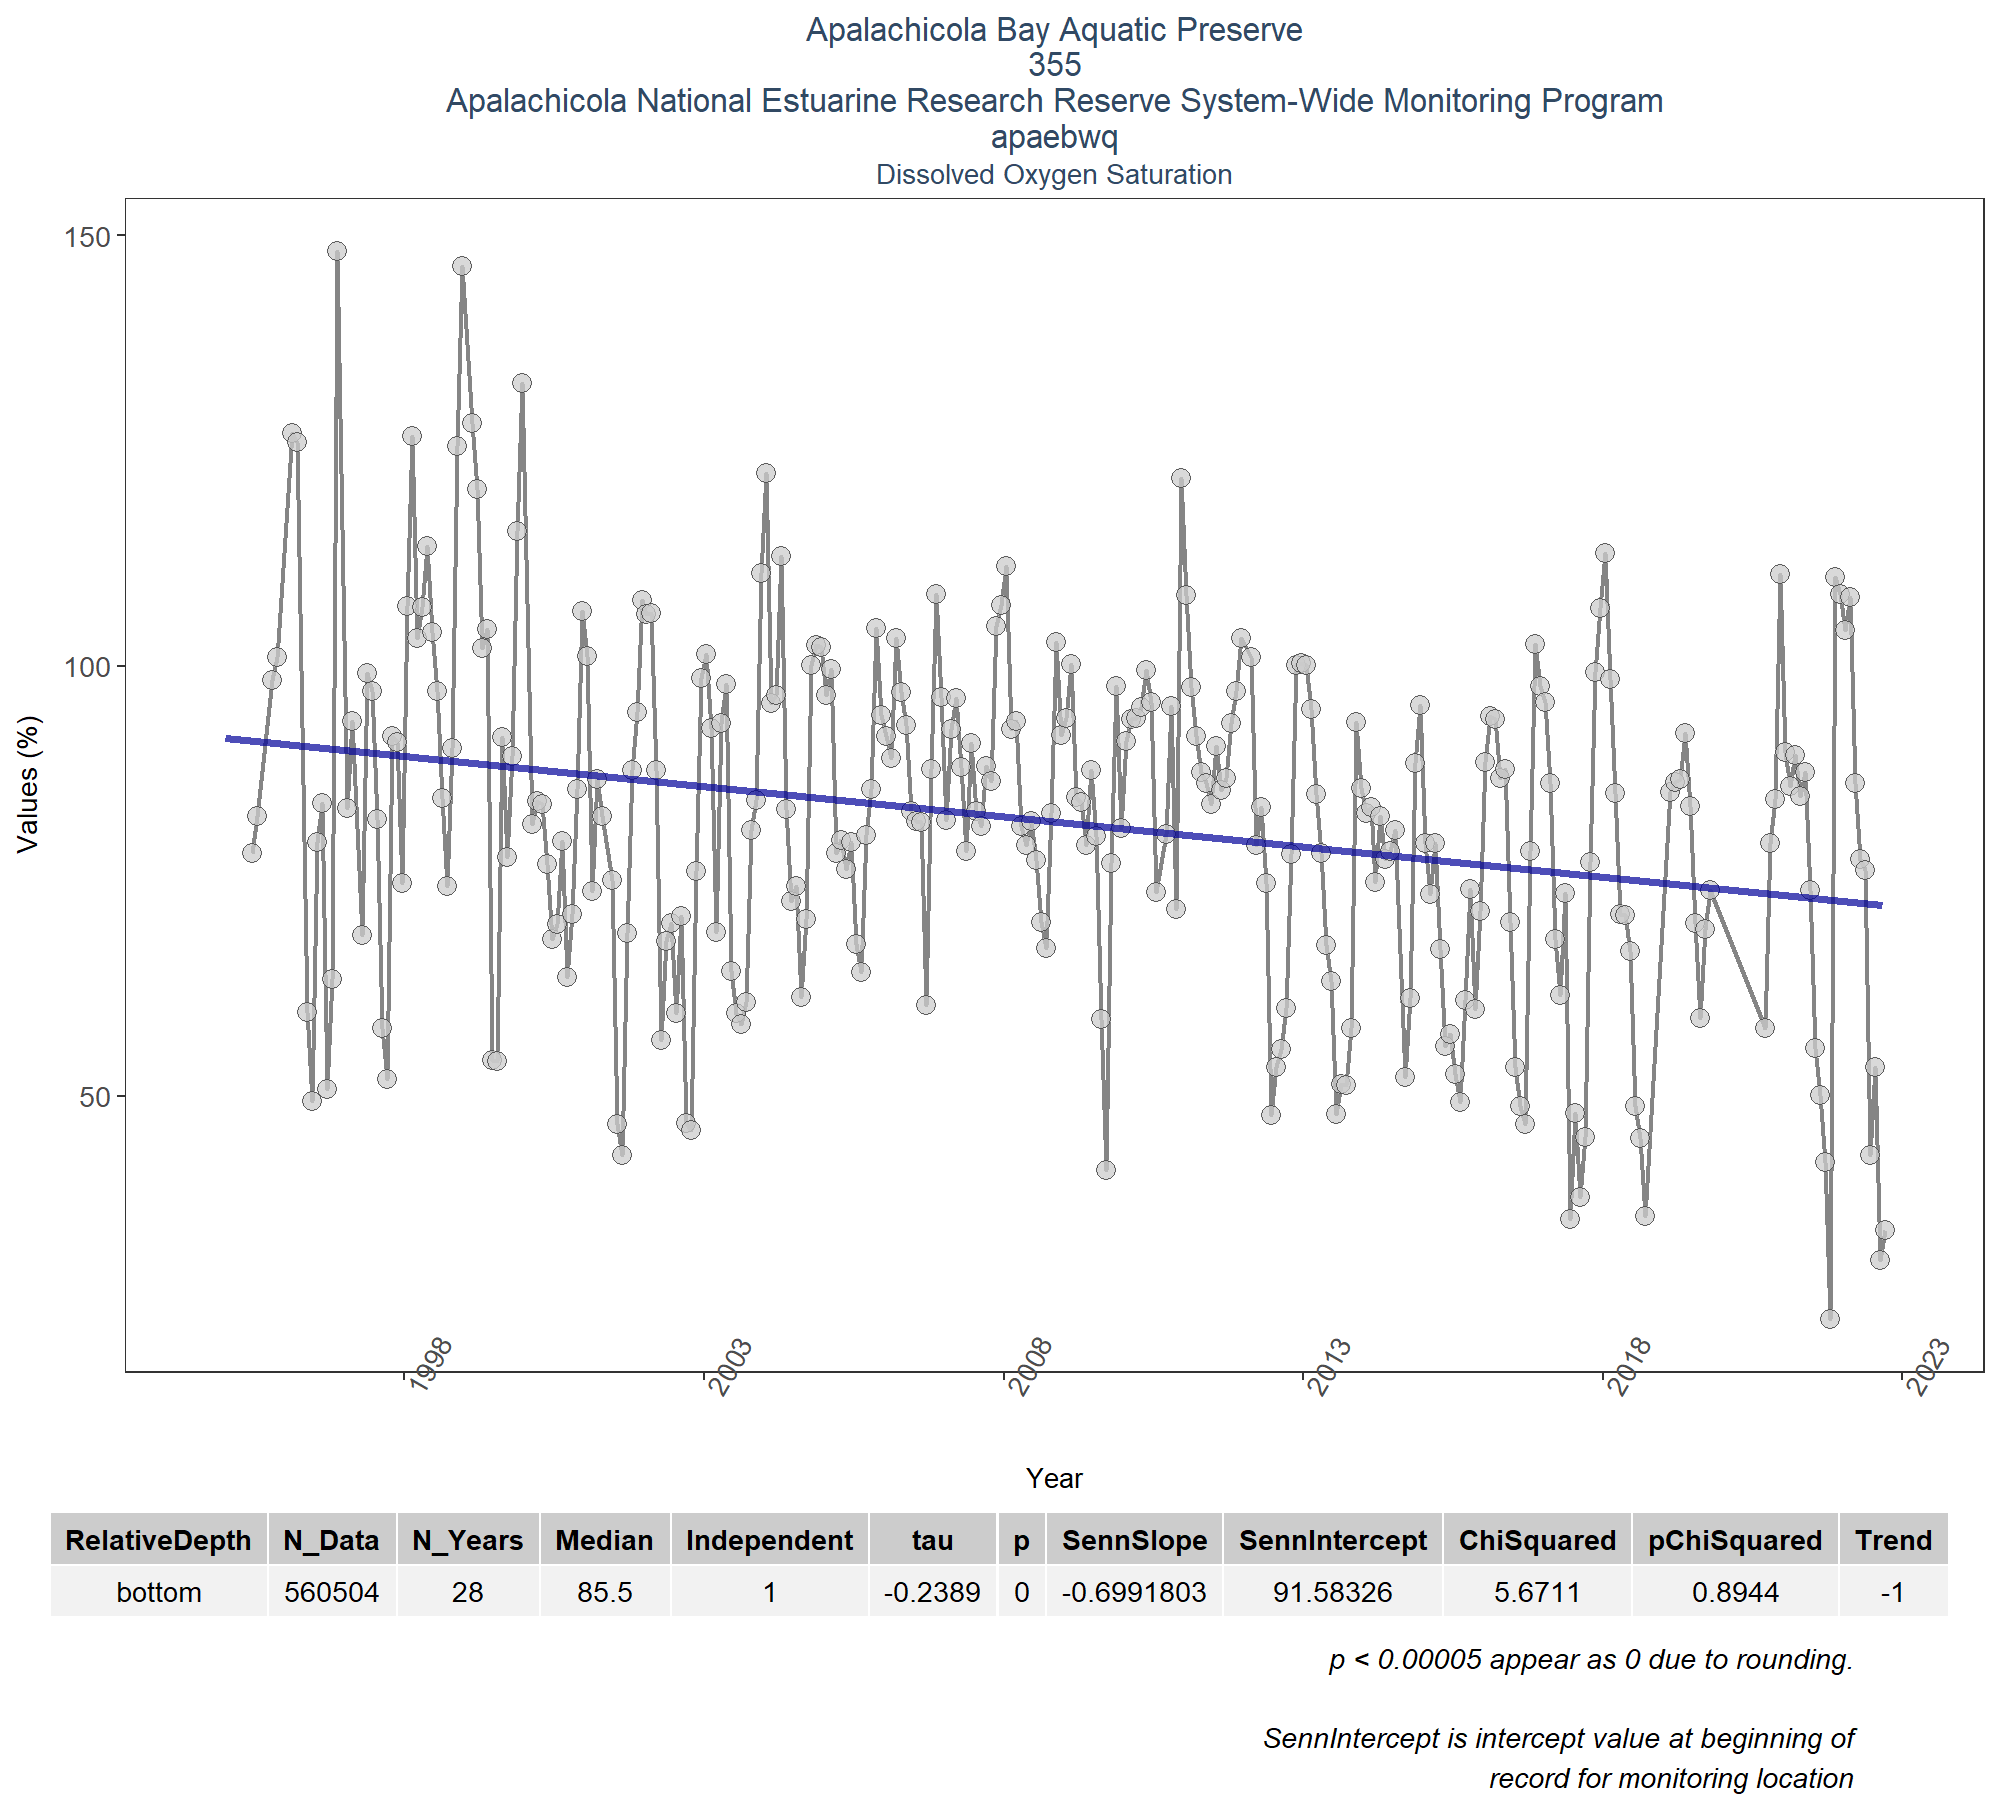 Apalachicola Bay Aquatic Preserve
355
Apalachicola National Estuarine Research Reserve System-Wide Monitoring Program
apaebwq
Dissolved Oxygen Saturation
150
100
50
Values (%)
1998 2003 2008 2013 2018 2023
Year
RelativeDepth N_Data N_Years Median Independent tau p SennSlope SennIntercept ChiSquared pChiSquared Trend
bottom 560504 28 85.5 1 -0.2389 0 -0.6991803 91.58326 5.6711 0.8944 -1
p < 0.00005 appear as 0 due to rounding.
SennIntercept is intercept value at beginning of
record for monitoring location